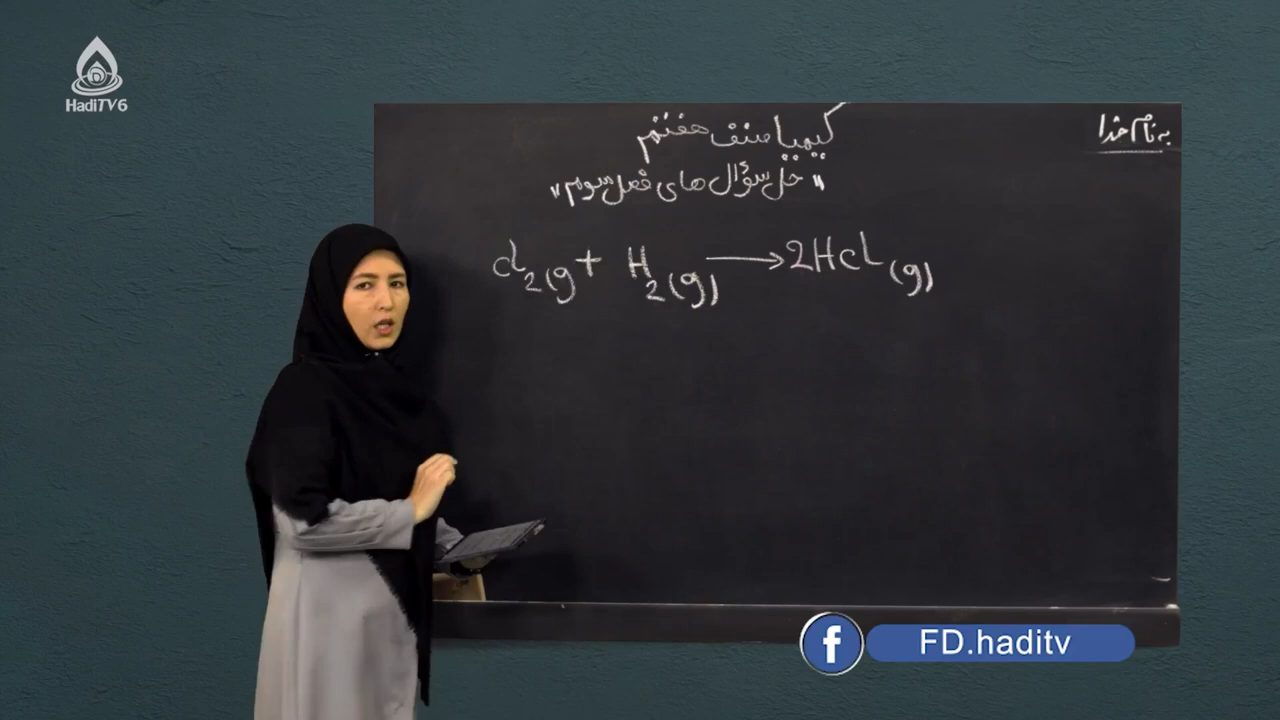 HadiTV6
به نام خدا
کیمیا صنف هفتم
"حل سؤال های فصل سوم"
cl2(g + H2(g) → 2HcL(g)
FD.haditv